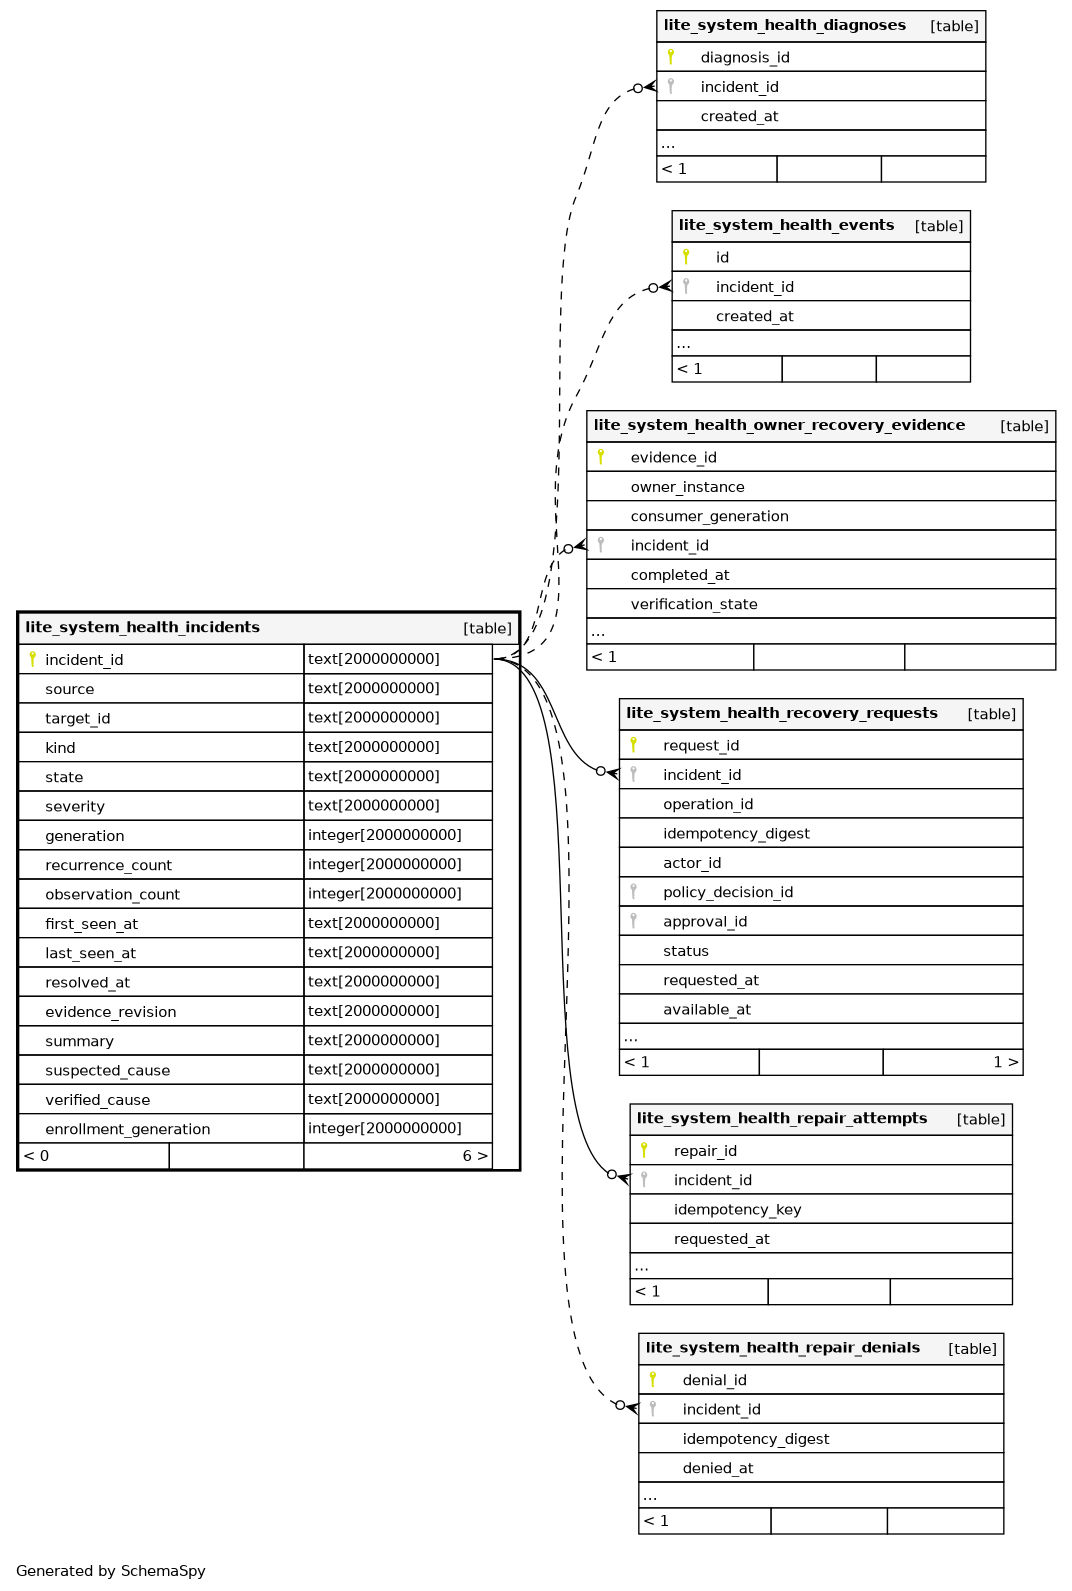 lite_system_health_diagnoses [table]
diagnosis_id
incident_id
created_at
...
< 1
lite_system_health_events [table]
id
incident_id
created_at
...
< 1
lite_system_health_owner_recovery_evidence [table]
evidence_id
owner_instance
consumer_generation
incident_id
completed_at
verification_state
...
< 1
lite_system_health_incidents [table]
incident_id text[2000000000]
source text[2000000000]
target_id text[2000000000]
kind text[2000000000]
state text[2000000000]
severity text[2000000000]
generation integer[2000000000]
recurrence_count integer[2000000000]
observation_count integer[2000000000]
first_seen_at text[2000000000]
last_seen_at text[2000000000]
resolved_at text[2000000000]
evidence_revision text[2000000000]
summary text[2000000000]
suspected_cause text[2000000000]
verified_cause text[2000000000]
enrollment_generation integer[2000000000]
< 0 6 >
lite_system_health_recovery_requests [table]
request_id
incident_id
operation_id
idempotency_digest
actor_id
policy_decision_id
approval_id
status
requested_at
available_at
...
< 1 1 >
lite_system_health_repair_attempts [table]
repair_id
incident_id
idempotency_key
requested_at
...
< 1
lite_system_health_repair_denials [table]
denial_id
incident_id
idempotency_digest
denied_at
...
< 1
Generated by SchemaSpy